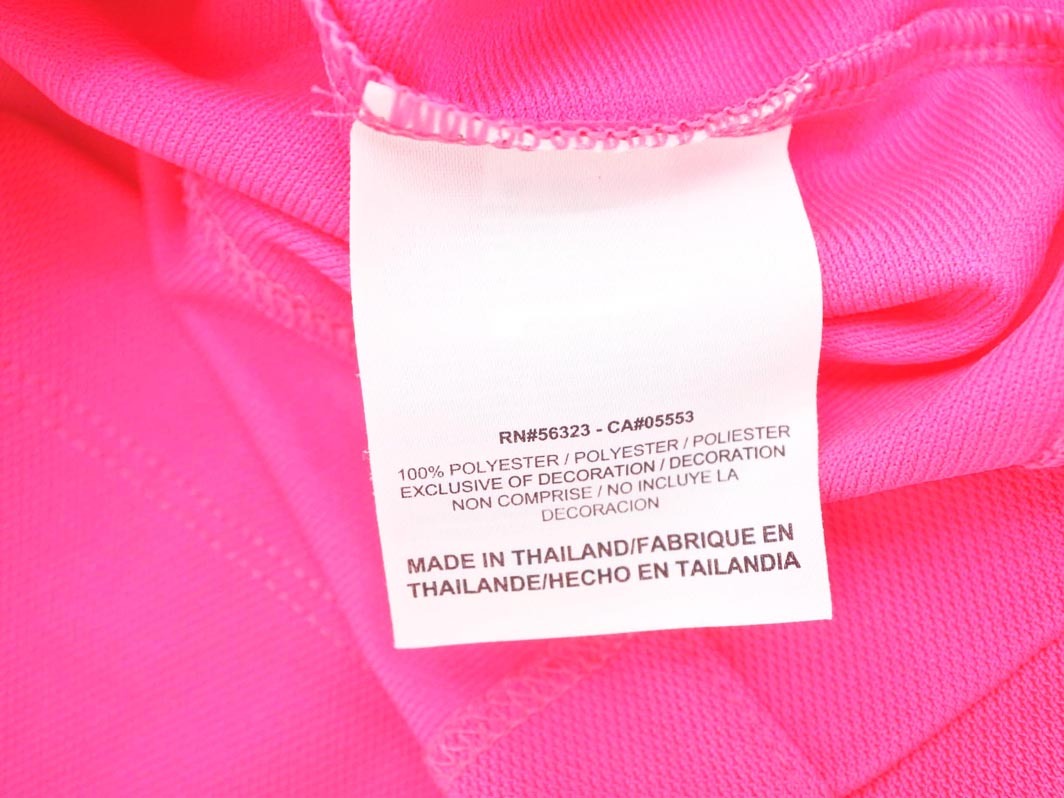 RN#56323 - CA#05553
100% POLYESTER / POLYESTER / POLIESTER
EXCLUSIVE OF DECORATION / DECORATION
NON COMPRISE / NO INCLUYE LA
DECORACION
MADE IN THAILAND/FABRIQUE EN
THAILANDE/HECHO EN TAILANDIA